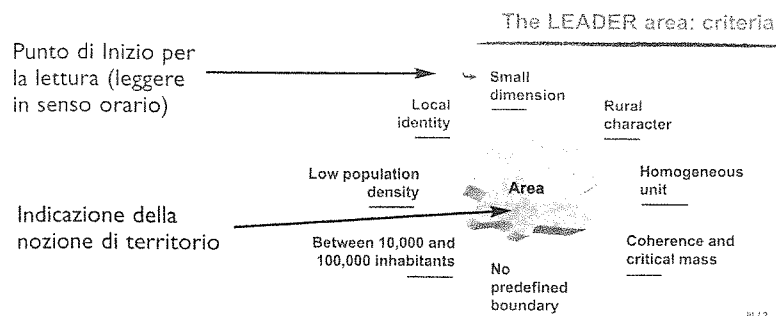 The LEADER area: criteria
Punto di Inizio per
la lettura (leggere
in senso orario)
Small
dimension
Rural
character
Homogeneous
unit
Coherence and
critical mass
No
predefined
boundary
Between 10,000 and
100,000 inhabitants
Low population
density
Local
identity
Area
Indicazione della
nozione di territorio